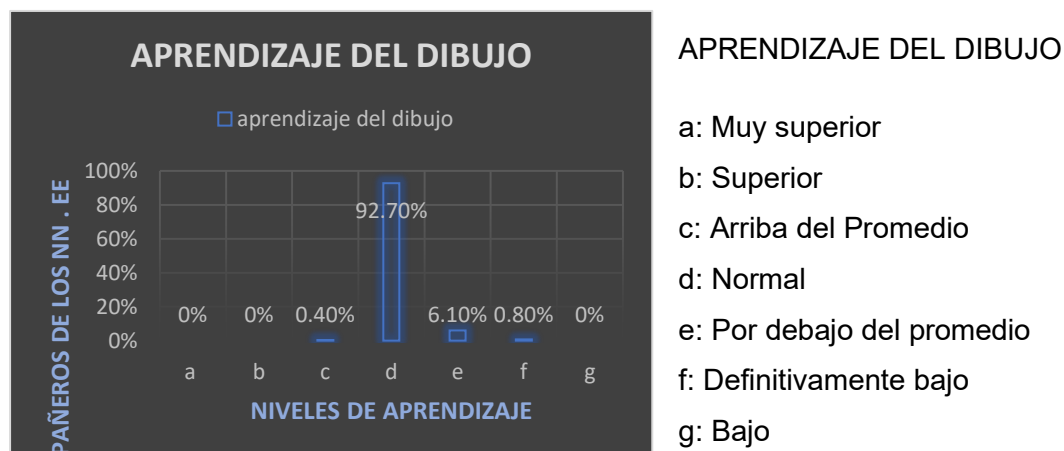 APRENDIZAJE DEL DIBUJO
aprendizaje del dibujo
100%
80%
60%
40%
20%
0%
0%
0%
0.40%
92.70%
6.10%
0.80%
0%
a
b
c
d
e
f
g
NIVELES DE APRENDIZAJE
PAÑEROS DE LOS NN . EE
APRENDIZAJE DEL DIBUJO
a: Muy superior
b: Superior
c: Arriba del Promedio
d: Normal
e: Por debajo del promedio
f: Definitivamente bajo
g: Bajo